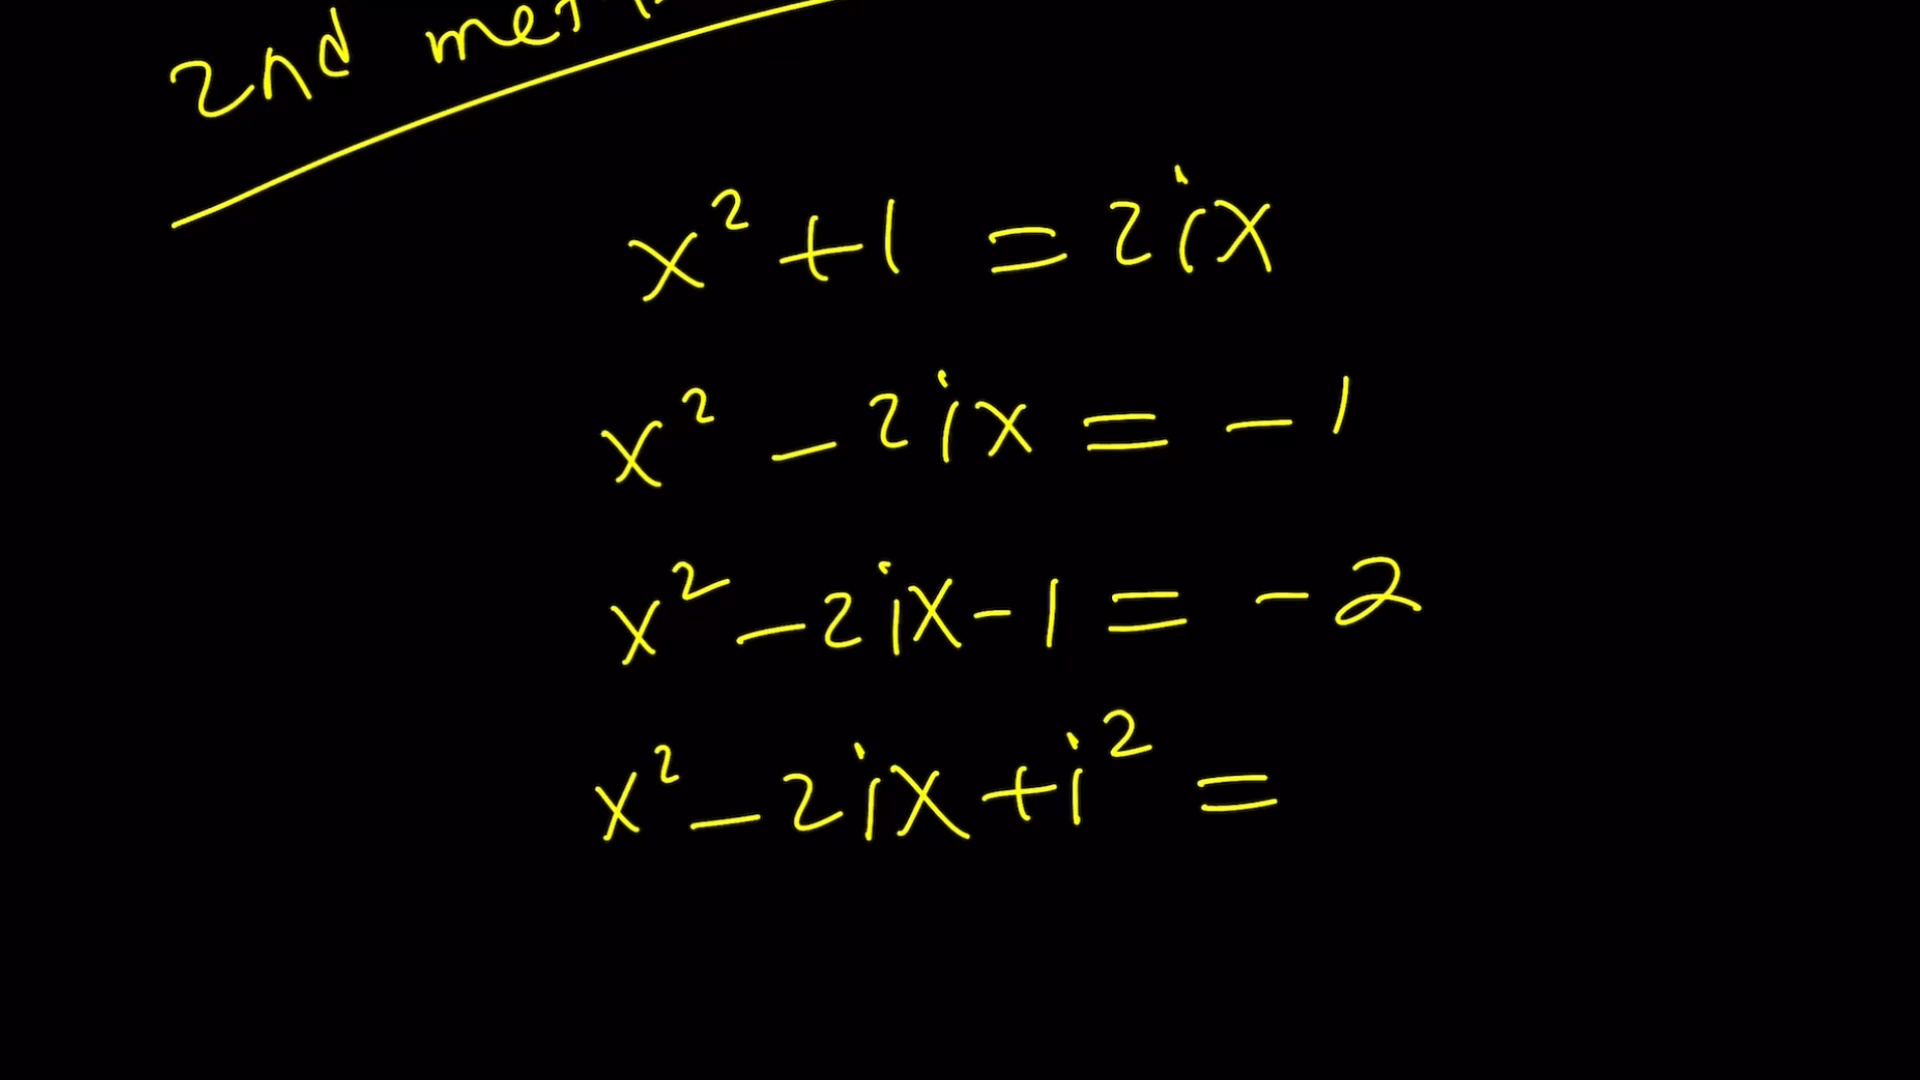 2nd
x² + 1 = 2ix
x² - 2ix = -1
x² - 2ix - 1 = -2
x² - 2ix + i² =